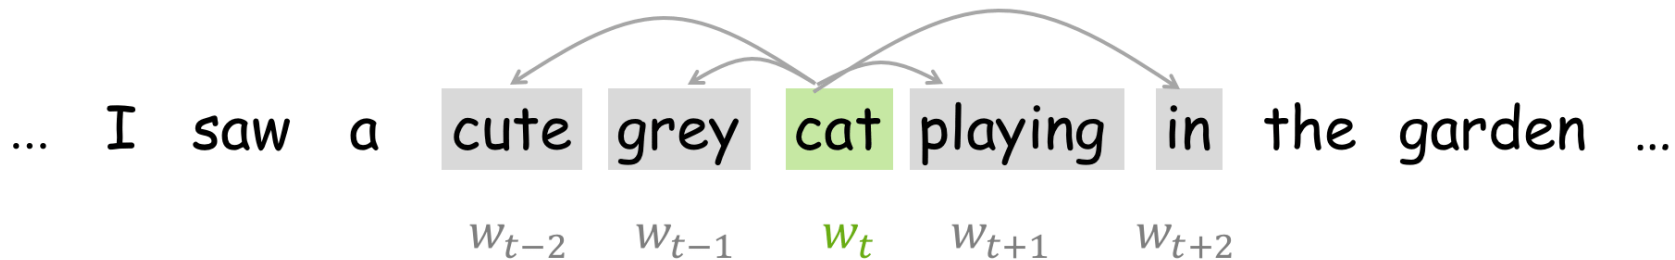 ... I saw a cute grey cat playing in the garden ...
w_{t-2} w_{t-1} w_t w_{t+1} w_{t+2}